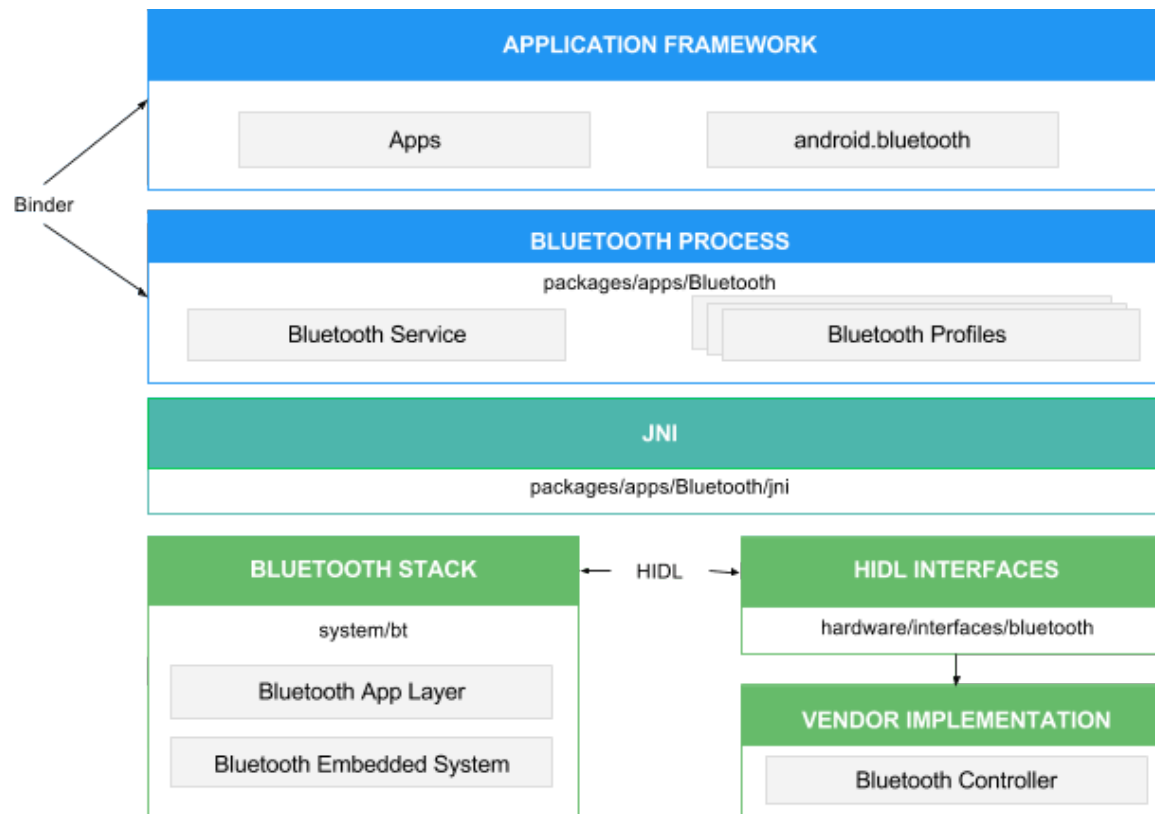 APPLICATION FRAMEWORK
Apps
android.bluetooth
Binder
BLUETOOTH PROCESS
packages/apps/Bluetooth
Bluetooth Service
Bluetooth Profiles
JNI
packages/apps/Bluetooth/jni
BLUETOOTH STACK
HIDL
HIDL INTERFACES
system/bt
hardware/interfaces/bluetooth
Bluetooth App Layer
VENDOR IMPLEMENTATION
Bluetooth Embedded System
Bluetooth Controller